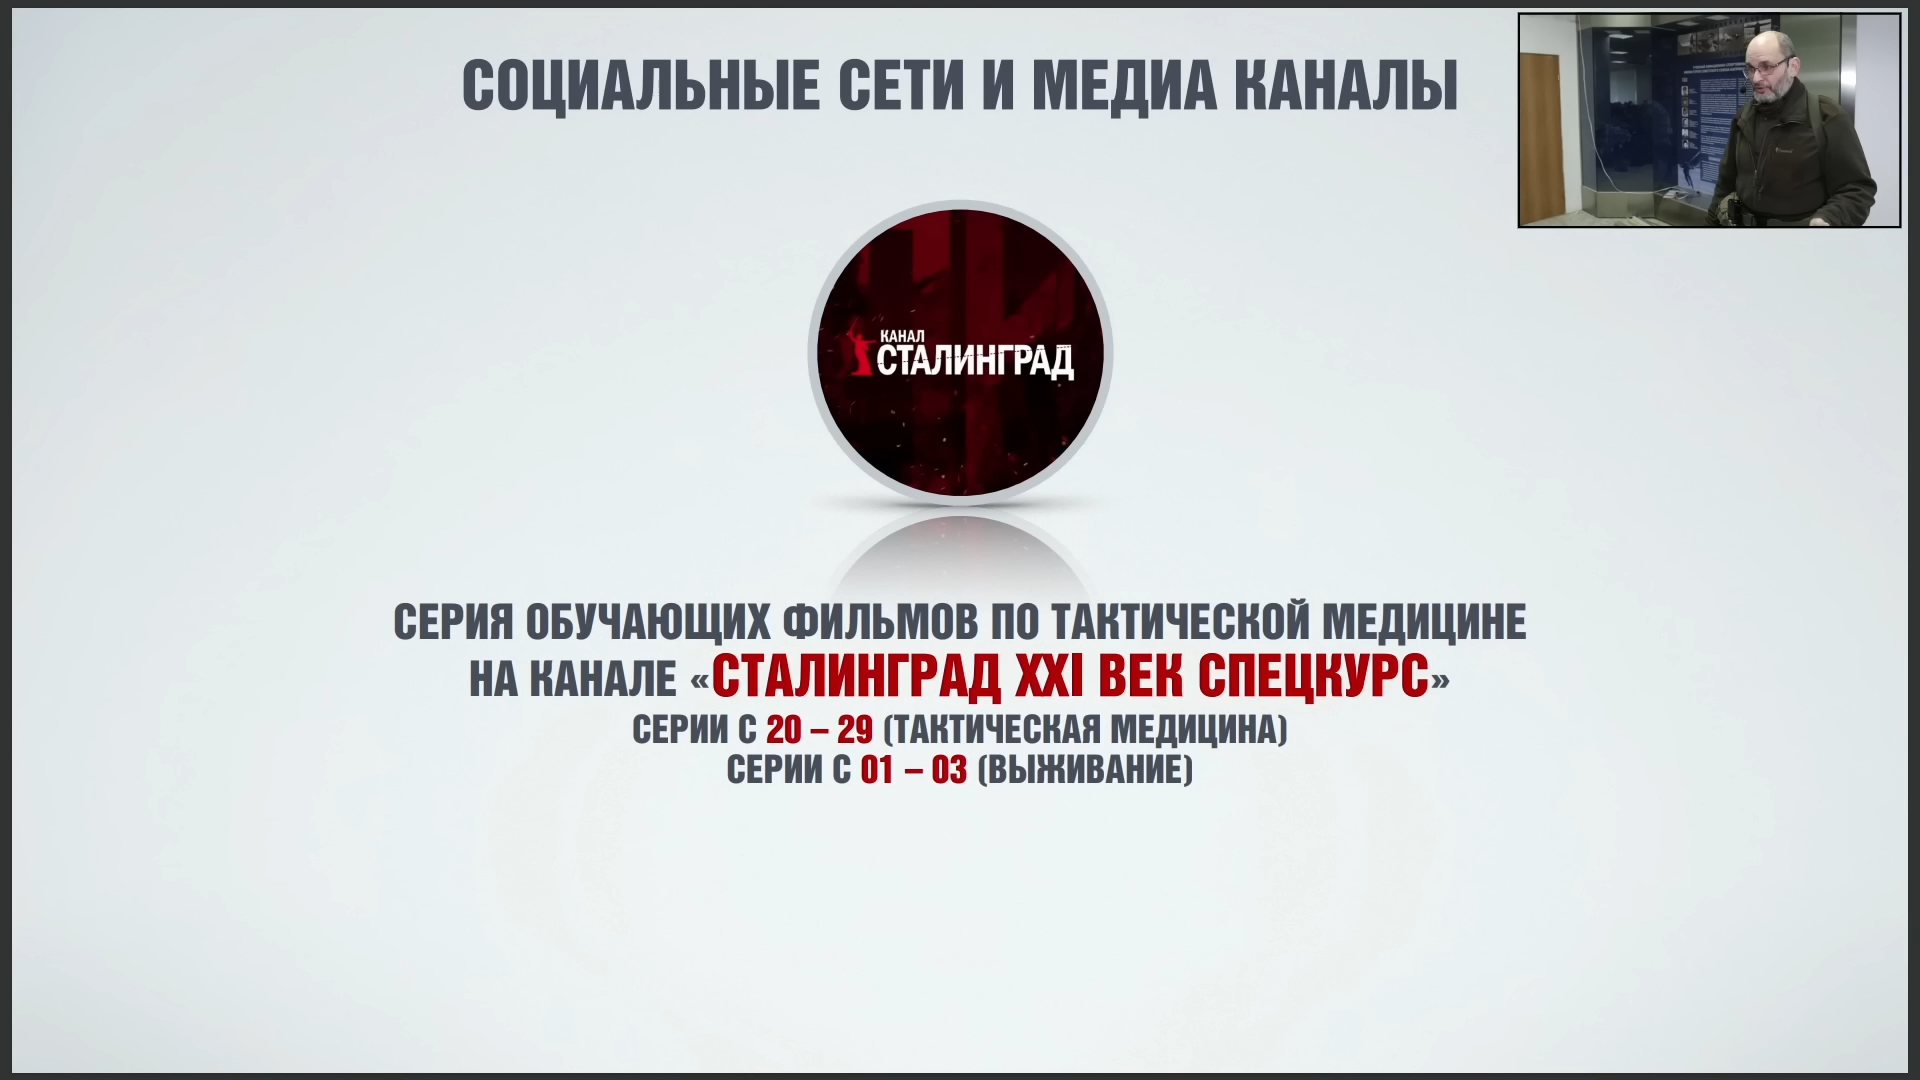 СОЦИАЛЬНЫЕ СЕТИ И МЕДИА КАНАЛЫ
КАНАЛ
СТАЛИНГРАД
СЕРИЯ ОБУЧАЮЩИХ ФИЛЬМОВ ПО ТАКТИЧЕСКОЙ МЕДИЦИНЕ
НА КАНАЛЕ «СТАЛИНГРАД XXI ВЕК СПЕЦКУРС»
СЕРИИ С 20 – 29 (ТАКТИЧЕСКАЯ МЕДИЦИНА)
СЕРИИ С 01 – 03 (ВЫЖИВАНИЕ)